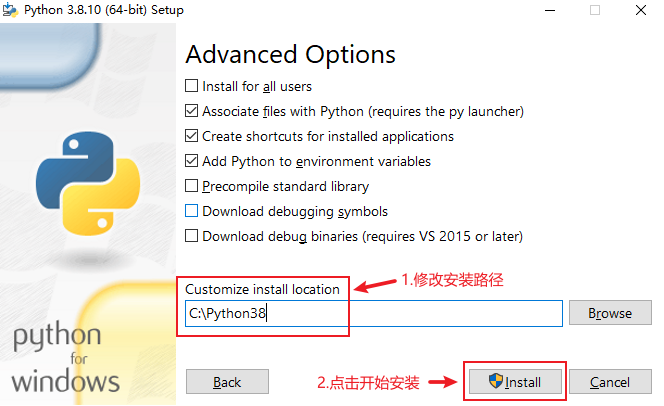 Python 3.8.10 (64-bit) Setup
Advanced Options
Install for all users
Associate files with Python (requires the py launcher)
Create shortcuts for installed applications
Add Python to environment variables
Precompile standard library
Download debugging symbols
Download debug binaries (requires VS 2015 or later)
Customize install location
1.修改安装路径
C:\Python38
Browse
python
for
windows
Back
2.点击开始安装
Install
Cancel